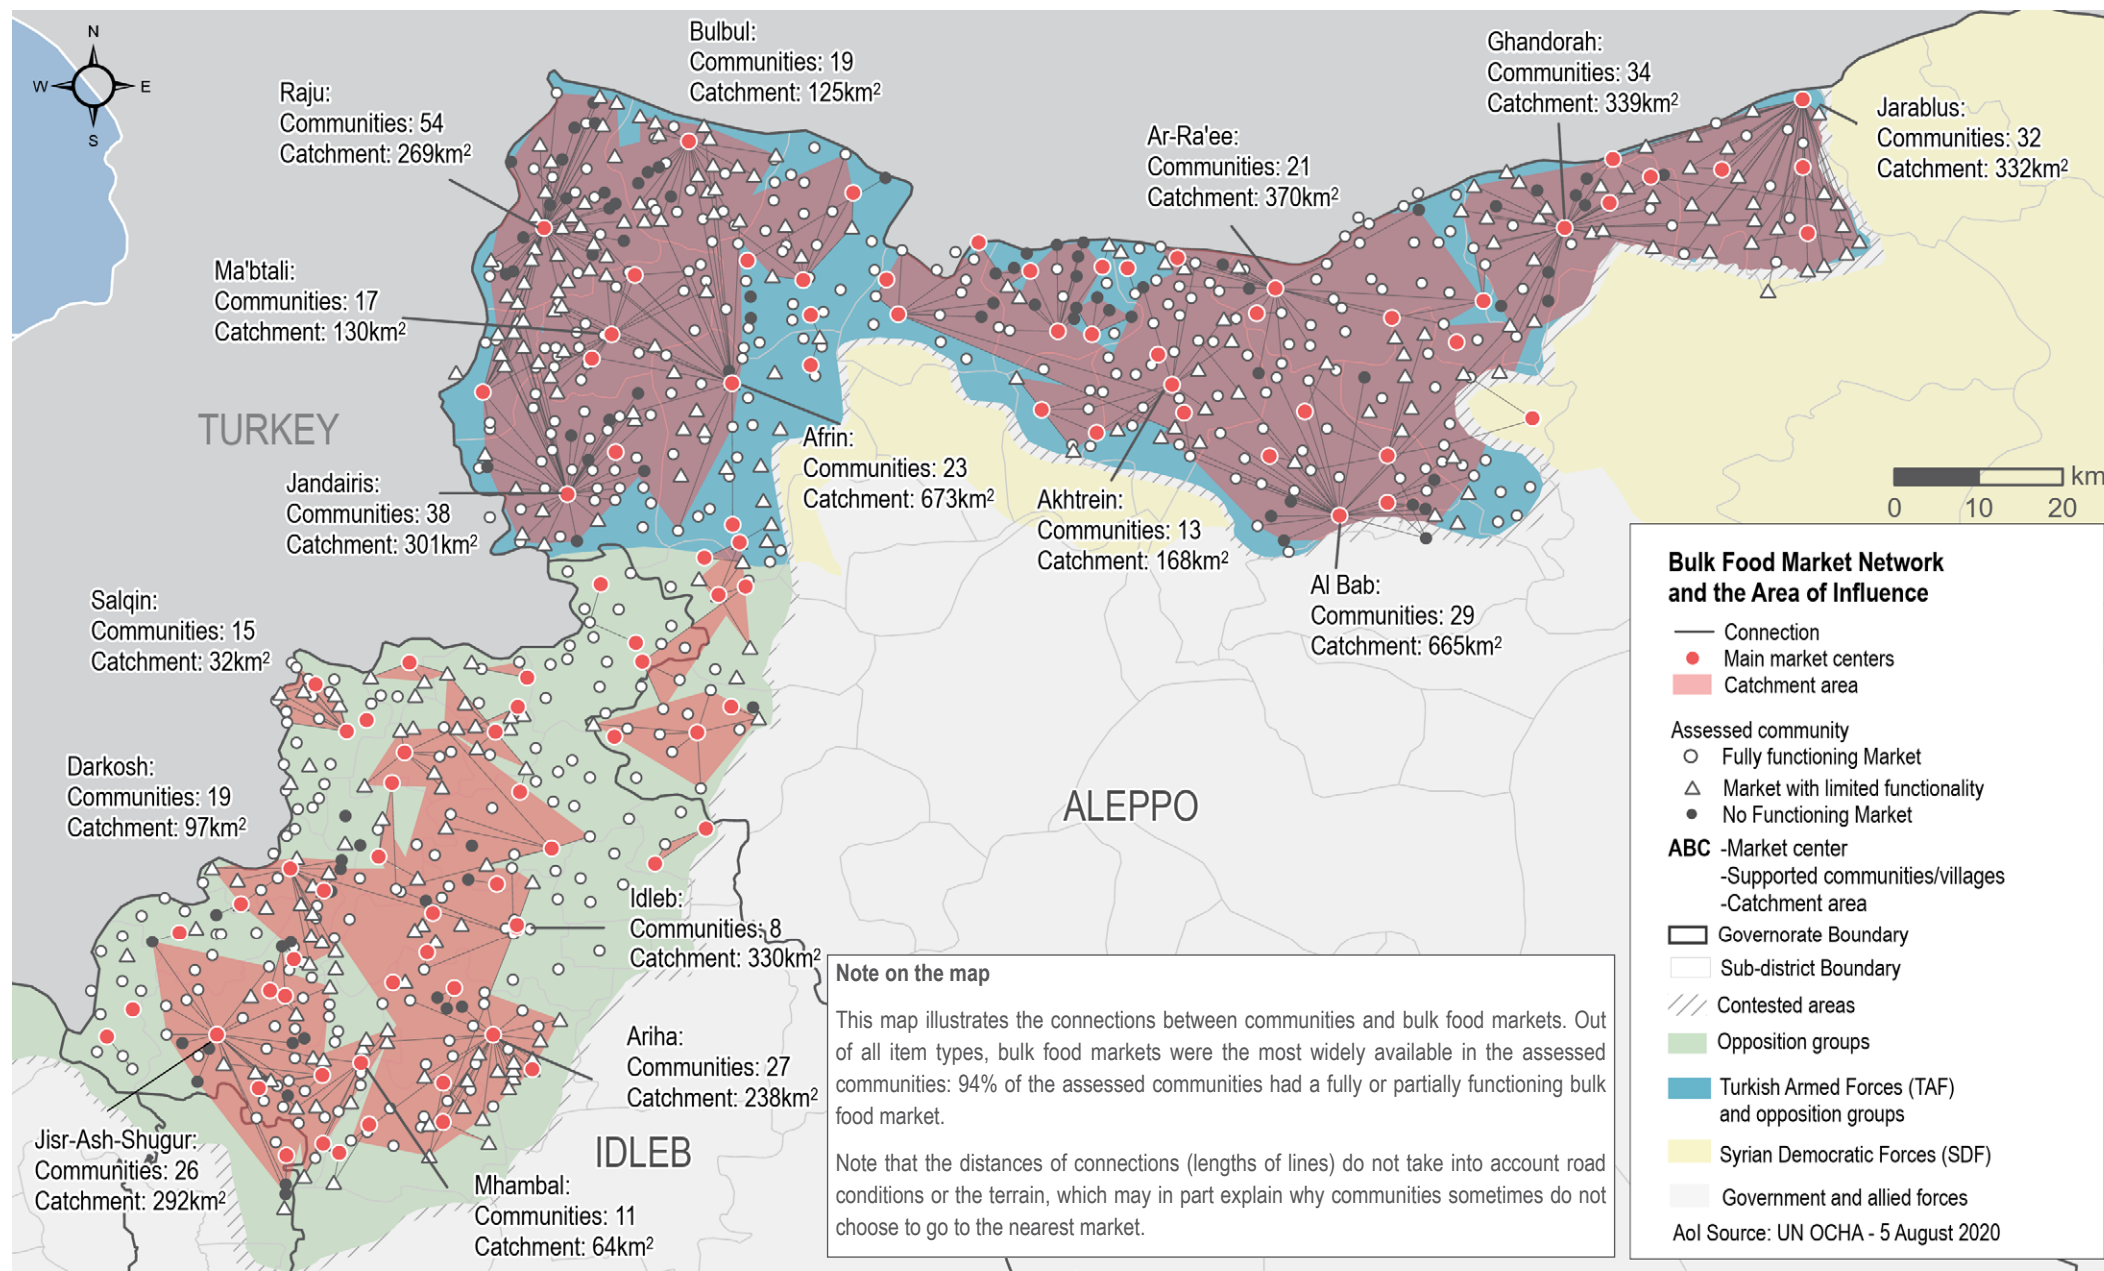 N
W
E
S
Bulbul:
Communities: 19
Catchment: 125km²
Ghandorah:
Communities: 34
Catchment: 339km²
Raju:
Communities: 54
Catchment: 269km²
Jarablus:
Communities: 32
Catchment: 332km²
Ar-Ra'ee:
Communities: 21
Catchment: 370km²
Ma'btali:
Communities: 17
Catchment: 130km²
TURKEY
Afrin:
Communities: 23
Catchment: 673km²
Jandairis:
Communities: 38
Catchment: 301km²
Akhtrein:
Communities: 13
Catchment: 168km²
Al Bab:
Communities: 29
Catchment: 665km²
km
0 10 20
Salqin:
Communities: 15
Catchment: 32km²
Darkosh:
Communities: 19
Catchment: 97km²
ALEPPO
Idleb:
Communities: 8
Catchment: 330km²
Ariha:
Communities: 27
Catchment: 238km²
IDLEB
Jisr-Ash-Shugur:
Communities: 26
Catchment: 292km²
Mhambal:
Communities: 11
Catchment: 64km²
Note on the map
This map illustrates the connections between communities and bulk food markets. Out
of all item types, bulk food markets were the most widely available in the assessed
communities: 94% of the assessed communities had a fully or partially functioning bulk
food market.
Note that the distances of connections (lengths of lines) do not take into account road
conditions or the terrain, which may in part explain why communities sometimes do not
choose to go to the nearest market.
Bulk Food Market Network
and the Area of Influence
Connection
Main market centers
Catchment area
Assessed community
Fully functioning Market
Market with limited functionality
No Functioning Market
ABC -Market center
-Supported communities/villages
-Catchment area
Governorate Boundary
Sub-district Boundary
Contested areas
Opposition groups
Turkish Armed Forces (TAF)
and opposition groups
Syrian Democratic Forces (SDF)
Government and allied forces
AoI Source: UN OCHA - 5 August 2020